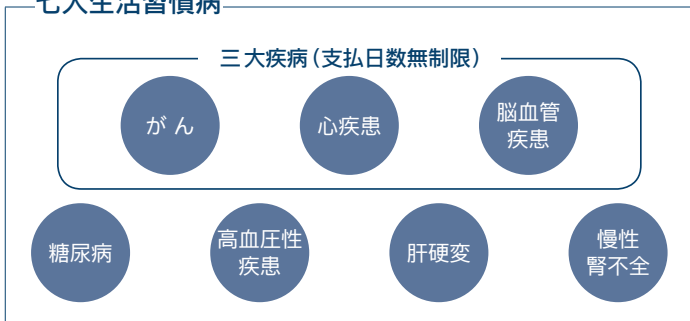 七大生活習慣病
三大疾病(支払日数無制限)
がん
心疾患
脳血管
疾患
糖尿病
高血圧性
疾患
肝硬変
慢性
腎不全